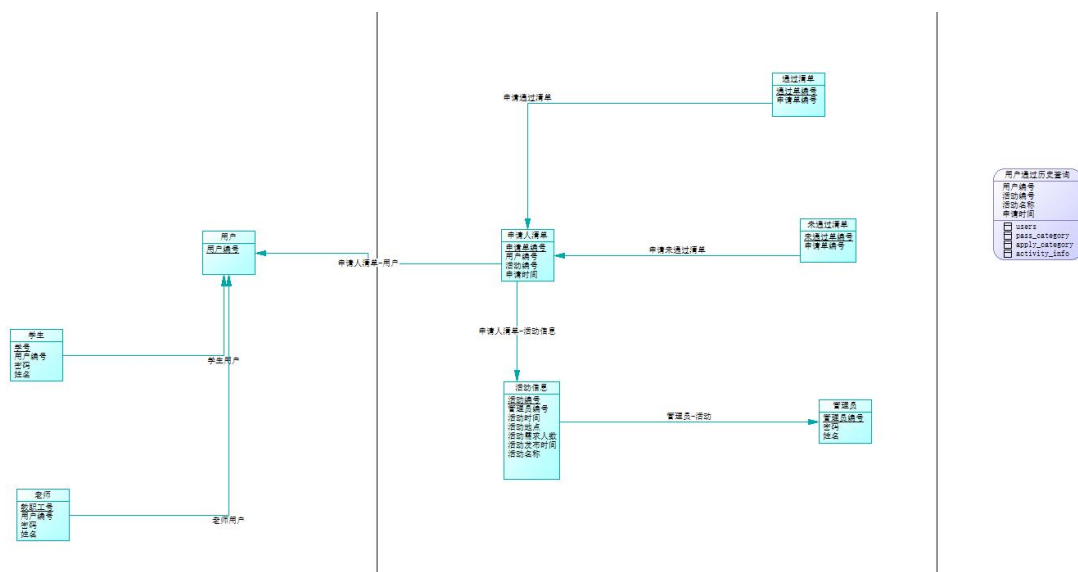 通过清单
通过单编号
申请单编号
申请通过清单
用户通过历史查询
用户编号
活动编号
活动名称
申请时间
users
pass_category
apply_category
activity_info
未通过清单
未通过单编号
申请单编号
申请未通过清单
申请人清单
申请单编号
用户编号
活动编号
申请时间
用户
用户编号
申请人清单-用户
申请人清单-活动信息
学生
学号
用户编号
密码
姓名
学生用户
活动信息
活动编号
管理员编号
活动时间
活动地点
活动需求人数
活动发布时间
活动名称
管理员-活动
管理员
管理员编号
密码
姓名
老师
教职工号
用户编号
密码
姓名
老师用户